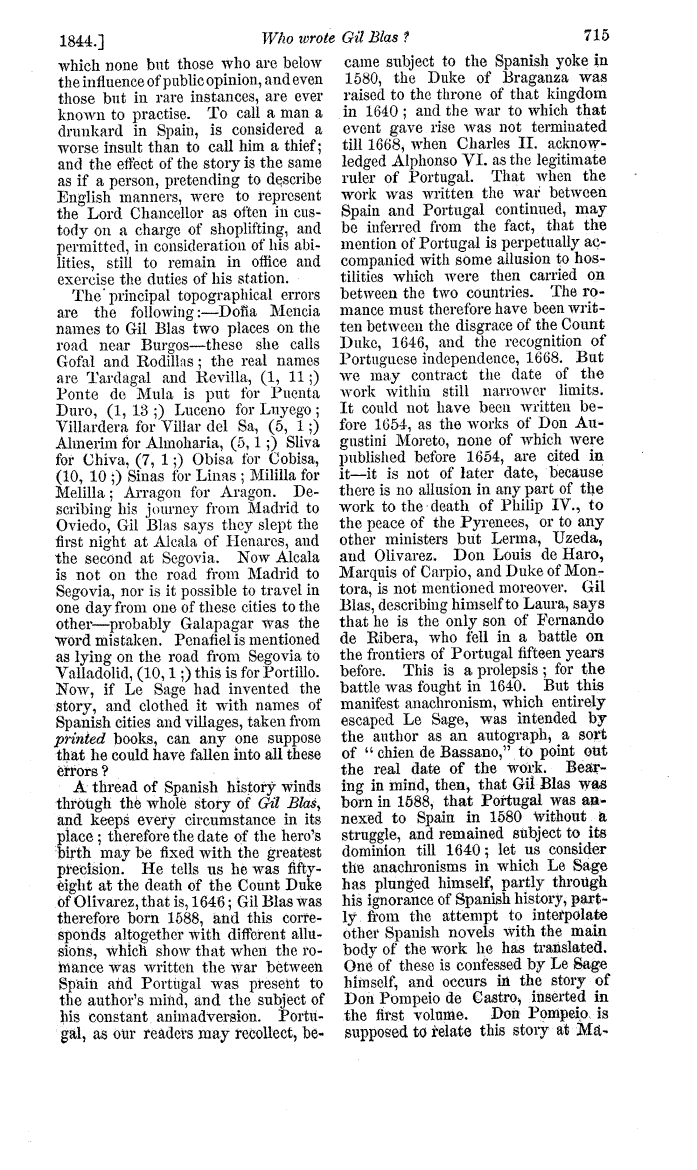 1844.] Who wrote Gil Blas? 715
which none but those who are below
the influence of public opinion, and even
those but in rare instances, are ever
known to practise. To call a man a
drunkard in Spain, is considered a
worse insult than to call him a thief;
and the effect of the story is the same
as if a person, pretending to describe
English manners, were to represent
the Lord Chancellor as often in cus-
tody on a charge of shoplifting, and
permitted, in consideration of his abi-
lities, still to remain in office and
exercise the duties of his station.
The principal topographical errors
are the following:—Doña Mencia
names to Gil Blas two places on the
road near Burgos—these she calls
Gofal and Rodillas; the real names
are Tardagal and Revilla, (1, 11;)
Ponte de Mula is put for Puenta
Duro, (1, 13;) Luceno for Luyego;
Villardera for Villar del Sa, (5, 1;)
Almerim for Almoharia, (5, 1;) Sliva
for Chiva, (7, 1;) Obisa for Cobisa,
(10, 10;) Sinas for Linas; Mililla for
Melilla; Arragon for Aragon. De-
scribing his journey from Madrid to
Oviedo, Gil Blas says they slept the
first night at Alcala of Henares, and
the second at Segovia. Now Alcala
is not on the road from Madrid to
Segovia, nor is it possible to travel in
one day from one of these cities to the
other—probably Galapagar was the
word mistaken. Penafiel is mentioned
as lying on the road from Segovia to
Valladolid, (10, 1;) this is for Portillo.
Now, if Le Sage had invented the
story, and clothed it with names of
Spanish cities and villages, taken from
printed books, can any one suppose
that he could have fallen into all these
errors?
A thread of Spanish history winds
through the whole story of Gil Blas,
and keeps every circumstance in its
place; therefore the date of the hero's
birth may be fixed with the greatest
precision. He tells us he was fifty-
eight at the death of the Count Duke
of Olivarez, that is, 1646; Gil Blas was
therefore born 1588, and this corre-
sponds altogether with different allu-
sions, which show that when the ro-
mance was written the war between
Spain and Portugal was present to
the author's mind, and the subject of
his constant animadversion. Portu-
gal, as our readers may recollect, be-
came subject to the Spanish yoke in
1580, the Duke of Braganza was
raised to the throne of that kingdom
in 1640; and the war to which that
event gave rise was not terminated
till 1668, when Charles II. acknow-
ledged Alphonso VI. as the legitimate
ruler of Portugal. That when the
work was written the war between
Spain and Portugal continued, may
be inferred from the fact, that the
mention of Portugal is perpetually ac-
companied with some allusion to hos-
tilities which were then carried on
between the two countries. The ro-
mance must therefore have been writ-
ten between the disgrace of the Count
Duke, 1646, and the recognition of
Portuguese independence, 1668. But
we may contract the date of the
work within still narrower limits.
It could not have been written be-
fore 1654, as the works of Don Au-
gustini Moreto, none of which were
published before 1654, are cited in
it—it is not of later date, because
there is no allusion in any part of the
work to the death of Philip IV., to
the peace of the Pyrenees, or to any
other ministers but Lerma, Uzeda,
and Olivarez. Don Louis de Haro,
Marquis of Carpio, and Duke of Mon-
tora, is not mentioned moreover. Gil
Blas, describing himself to Laura, says
that he is the only son of Fernando
de Ribera, who fell in a battle on
the frontiers of Portugal fifteen years
before. This is a prolepsis; for the
battle was fought in 1640. But this
manifest anachronism, which entirely
escaped Le Sage, was intended by
the author as an autograph, a sort
of "chien de Bassano," to point out
the real date of the work. Bear-
ing in mind, then, that Gil Blas was
born in 1588, that Portugal was an-
nexed to Spain in 1580 without a
struggle, and remained subject to its
dominion till 1640; let us consider
the anachronisms in which Le Sage
has plunged himself, partly through
his ignorance of Spanish history, part-
ly from the attempt to interpolate
other Spanish novels with the main
body of the work he has translated.
One of these is confessed by Le Sage
himself, and occurs in the story of
Don Pompeio de Castro, inserted in
the first volume. Don Pompeio is
supposed to relate this story at Ma-